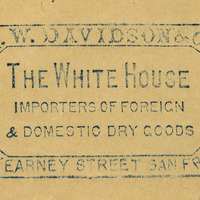 W. DAVIDSON & C
THE WHITE HOUSE
IMPORTERS OF FOREIGN
& DOMESTIC DRY GOODS
EARNEY STREET SAN FR